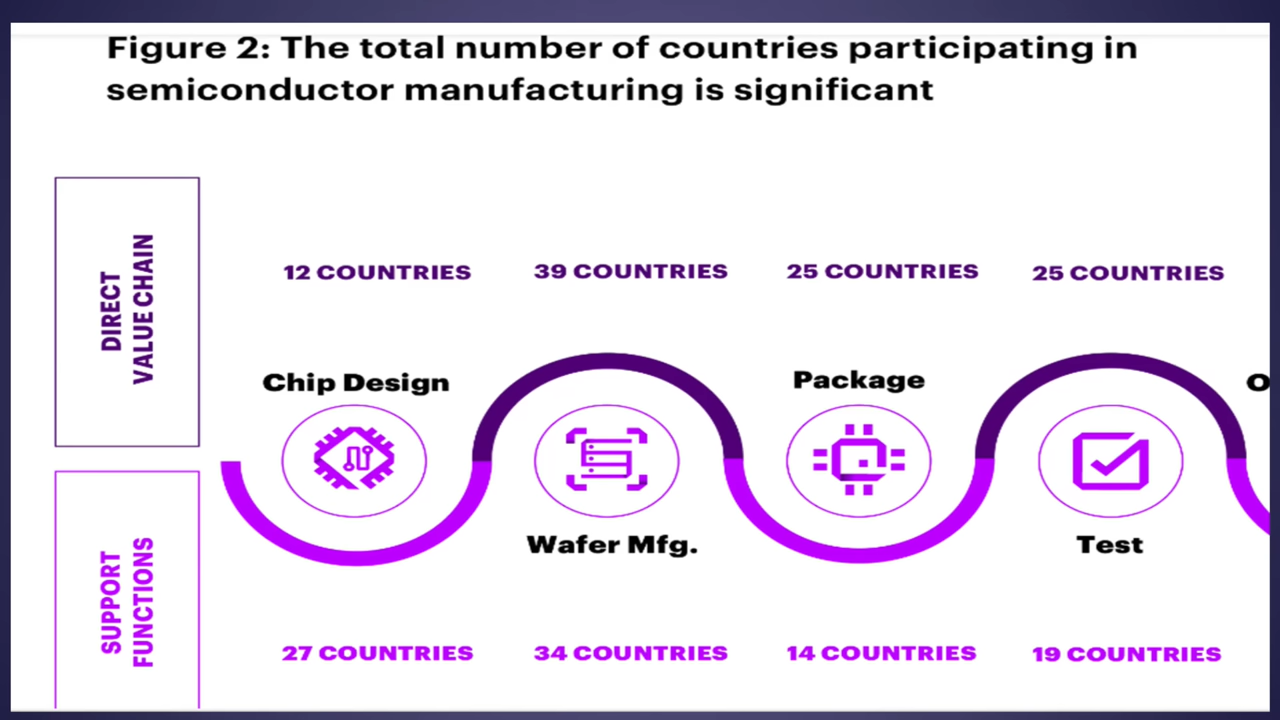 Figure 2: The total number of countries participating in
semiconductor manufacturing is significant
DIRECT
VALUE CHAIN
12 COUNTRIES
39 COUNTRIES
25 COUNTRIES
25 COUNTRIES
Chip Design
Wafer Mfg.
Package
Test
O
SUPPORT
FUNCTIONS
27 COUNTRIES
34 COUNTRIES
14 COUNTRIES
19 COUNTRIES